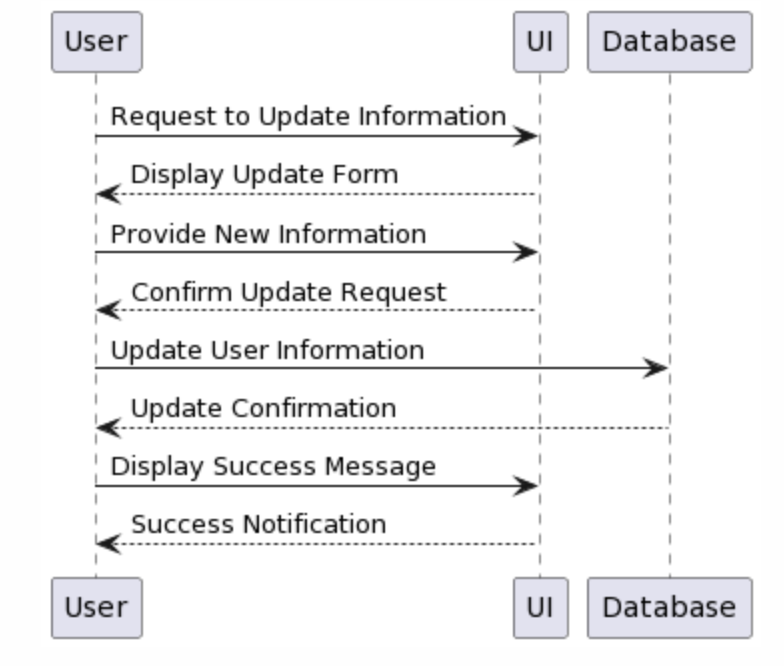 User UI Database
Request to Update Information
Display Update Form
Provide New Information
Confirm Update Request
Update User Information
Update Confirmation
Display Success Message
Success Notification
User UI Database